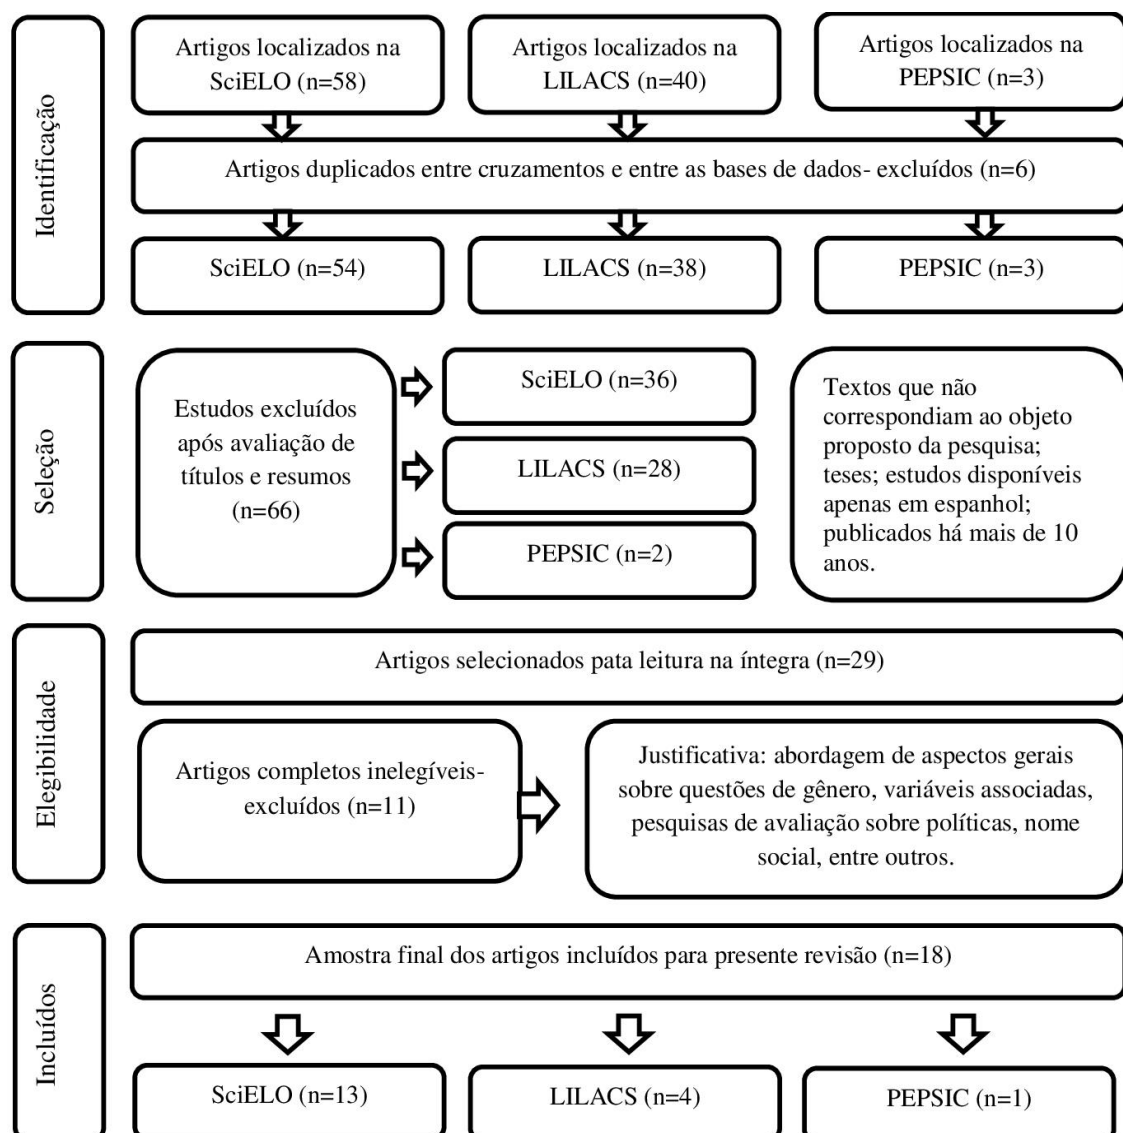 Identificação
Artigos localizados na
SciELO (n=58)
Artigos localizados na
LILACS (n=40)
Artigos localizados na
PEPSIC (n=3)
Artigos duplicados entre cruzamentos e entre as bases de dados- excluídos (n=6)
SciELO (n=54)
LILACS (n=38)
PEPSIC (n=3)
Seleção
Estudos excluídos
após avaliação de
títulos e resumos
(n=66)
SciELO (n=36)
LILACS (n=28)
PEPSIC (n=2)
Textos que não
correspondiam ao objeto
proposto da pesquisa;
teses; estudos disponíveis
apenas em espanhol;
publicados há mais de 10
anos.
Elegibilidade
Artigos selecionados pata leitura na íntegra (n=29)
Artigos completos inelegíveis-
excluídos (n=11)
Justificativa: abordagem de aspectos gerais
sobre questões de gênero, variáveis associadas,
pesquisas de avaliação sobre políticas, nome
social, entre outros.
Incluídos
Amostra final dos artigos incluídos para presente revisão (n=18)
SciELO (n=13)
LILACS (n=4)
PEPSIC (n=1)